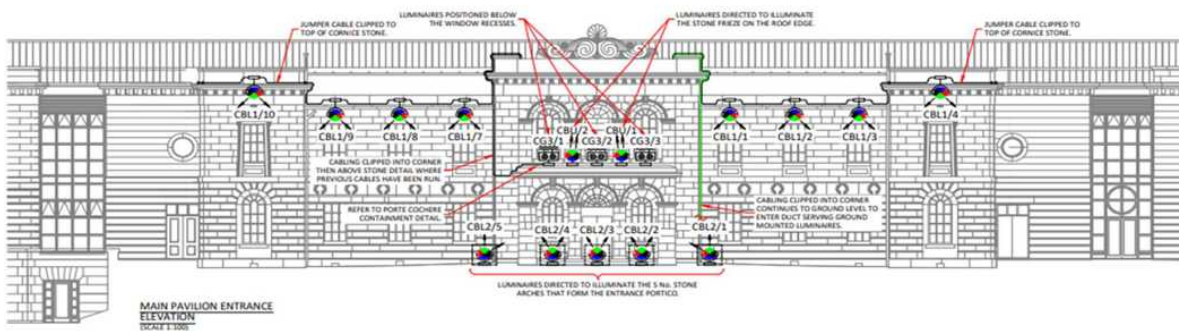 LUMINAIRES POSITIONED BELOW
THE WINDOW RECESSES.
LUMINAIRES DIRECTED TO ILLUMINATE
THE STONE FRIEZE ON THE ROOF EDGE.
JUMPER CABLE CLIPPED TO
TOP OF CORNICE STONE.
JUMPER CABLE CLIPPED TO
TOP OF CORNICE STONE.
CBL1/10
CBL1/9
CBL1/8
CBL1/7
CBU/2
CBU/1
CG3/1
CG3/2
CG3/3
CBL1/1
CBL1/2
CBL1/3
CBL1/4
CABLING CLIPPED INTO CORNER
THEN ABOVE STONE DETAIL WHERE
PREVIOUS CABLES HAVE BEEN RUN.
REFER TO PORTE COCHERE
CONTAINMENT DETAIL.
CABLING CLIPPED INTO CORNER
CONTINUES TO GROUND LEVEL TO
ENTER DUCT SERVING GROUND
MOUNTED LUMINAIRES.
CBL2/5
CBL2/4
CBL2/3
CBL2/2
CBL2/1
LUMINAIRES DIRECTED TO ILLUMINATE THE 5 No. STONE
ARCHES THAT FORM THE ENTRANCE PORTICO.
MAIN PAVILION ENTRANCE
ELEVATION
(SCALE 1:100)